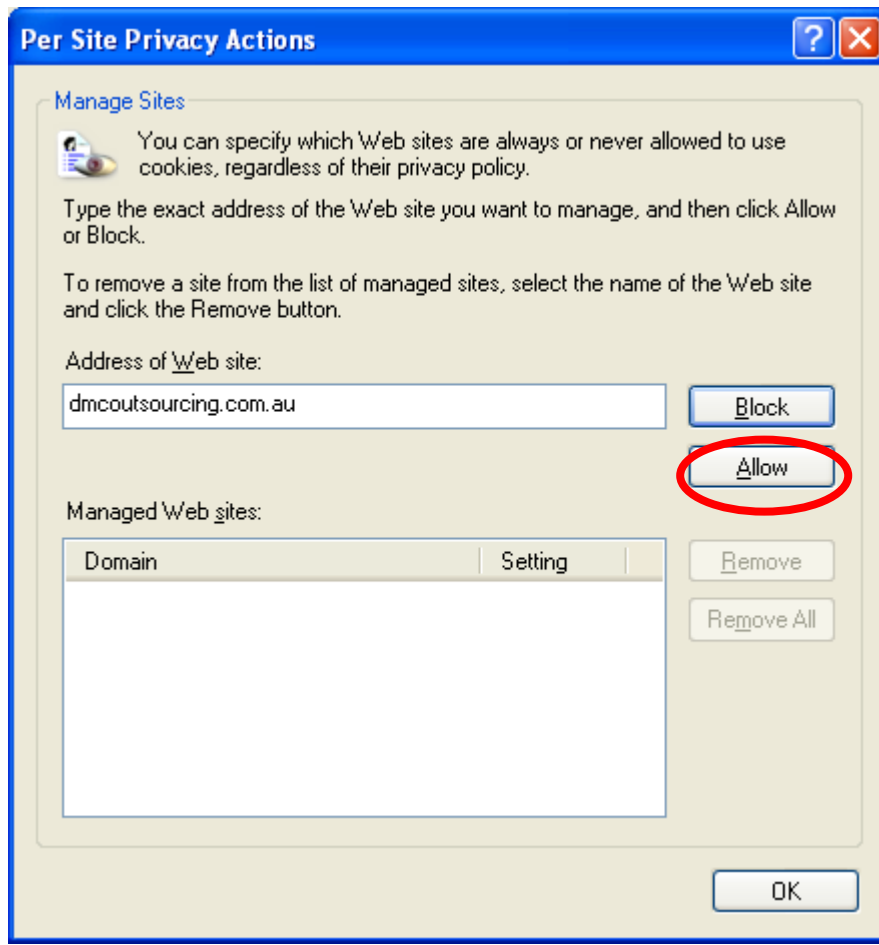 Per Site Privacy Actions
Manage Sites
You can specify which Web sites are always or never allowed to use
cookies, regardless of their privacy policy.
Type the exact address of the Web site you want to manage, and then click Allow
or Block.
To remove a site from the list of managed sites, select the name of the Web site
and click the Remove button.
Address of Web site:
dmcoutsourcing.com.au
Block
Allow
Managed Web sites:
Domain Setting
Remove
Remove All
OK